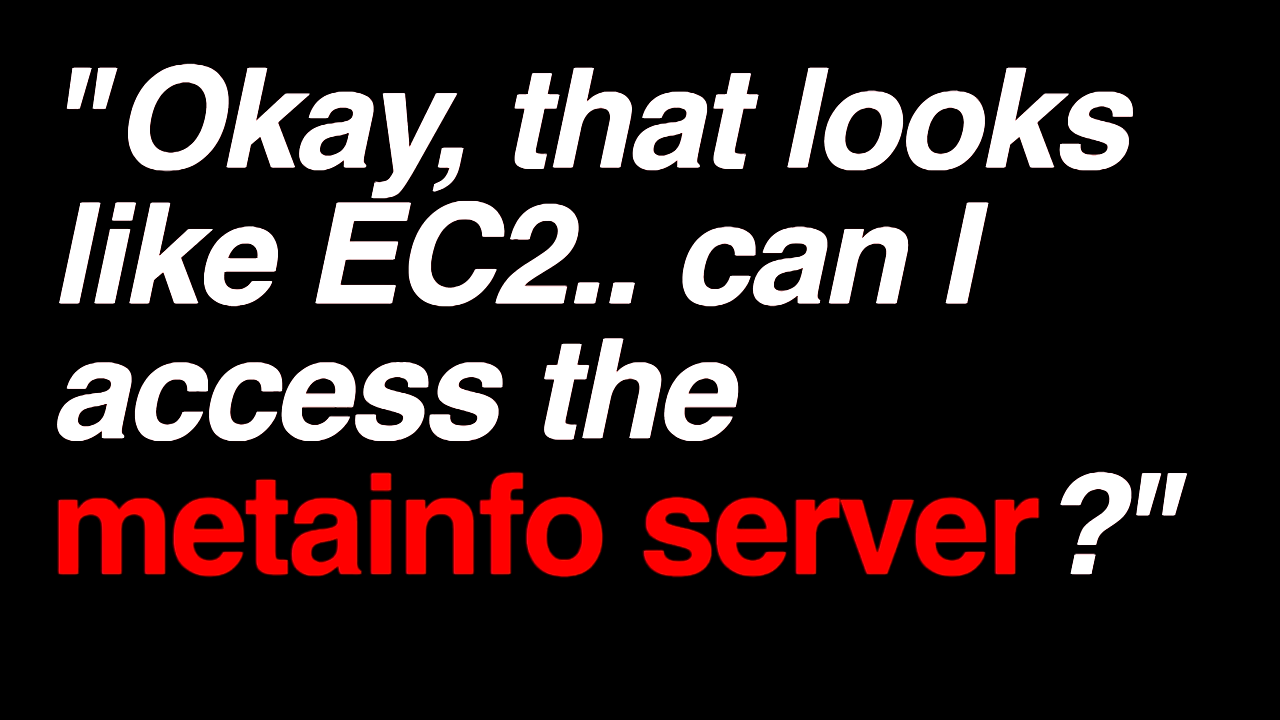 "Okay, that looks
like EC2.. can I
access the
metainfo server?"